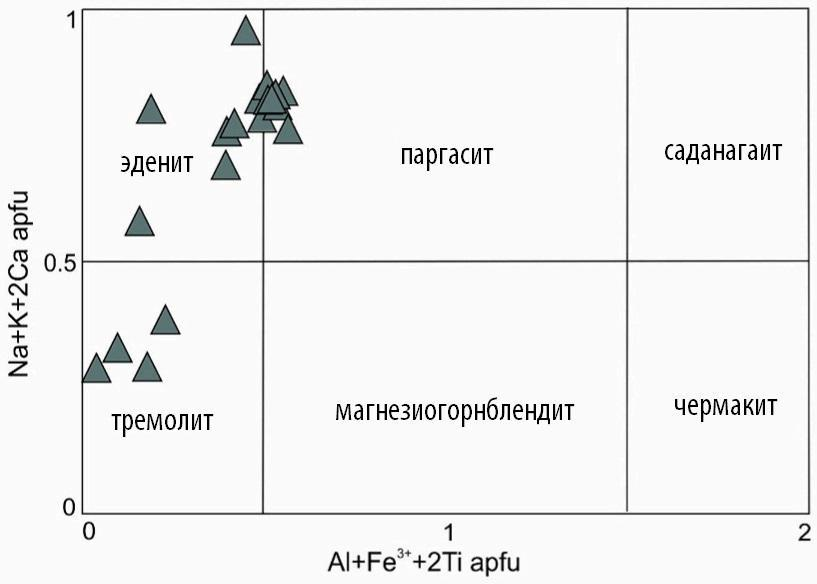 1
эденит
паргасит
саданагаит
Na+K+2Ca apfu
0.5
тремолит
магнезиогорнблендит
чермакит
0
0
1
2
Al+Fe³⁺+2Ti apfu